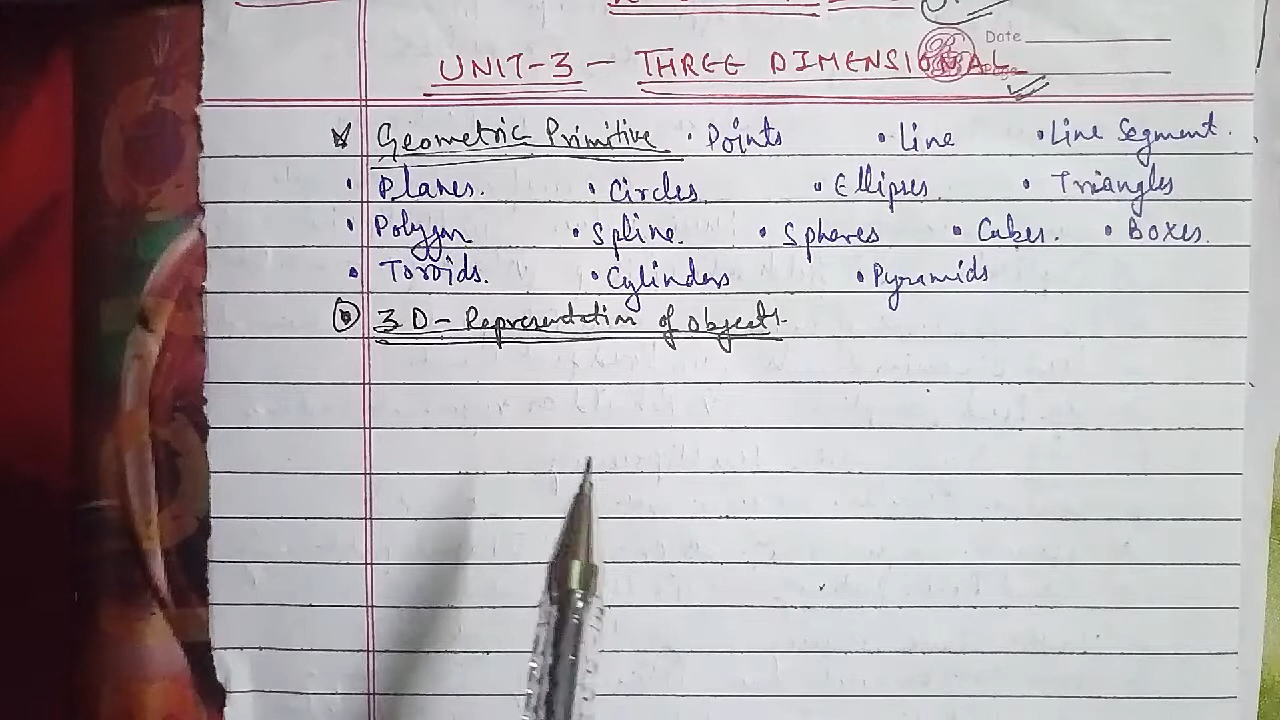 Date
UNIT-3 - THREE DIMENSIONAL
Geometric Primitive • Points • Line • Line Segment.
• Planes. • Circles. • Ellipses. • Triangles
• Polygon • Spline. • Spheres • Cubes. • Boxes.
• Toroids. • Cylinders • Pyramids
3D-Representation of Objects.